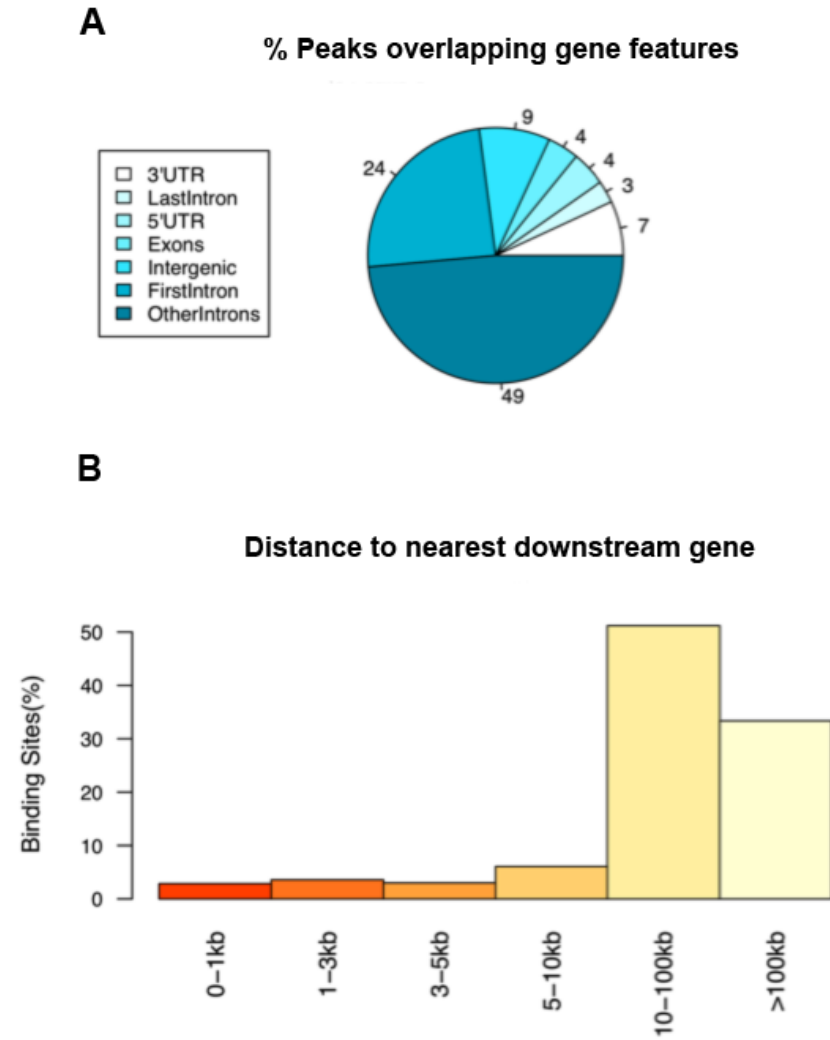 A
% Peaks overlapping gene features
3'UTR
LastIntron
5'UTR
Exons
Intergenic
FirstIntron
OtherIntrons
9
4
4
3
7
24
49
B
Distance to nearest downstream gene
Binding Sites(%)
50
40
30
20
10
0
0–1kb
1–3kb
3–5kb
5–10kb
10–100kb
>100kb